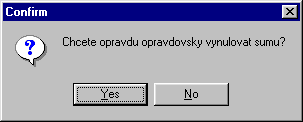 Confirm
Chcete opravdu opravdovsky vynulovat sumu?
Yes
No